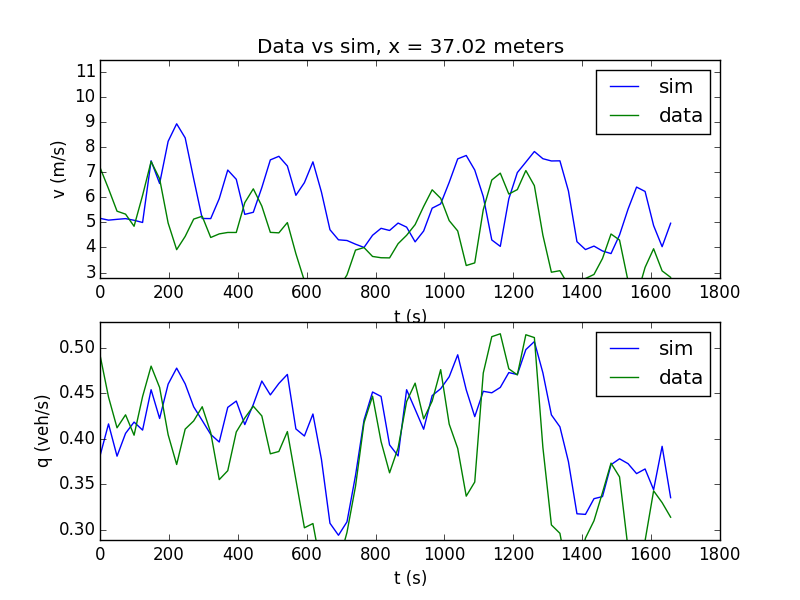 Data vs sim, x = 37.02 meters
11
10
9
8
7
6
5
4
3
v (m/s)
sim
data
0 200 400 600 800 1000 1200 1400 1600 1800
t (s)
0.50
0.45
0.40
0.35
0.30
q (veh/s)
sim
data
0 200 400 600 800 1000 1200 1400 1600 1800
t (s)